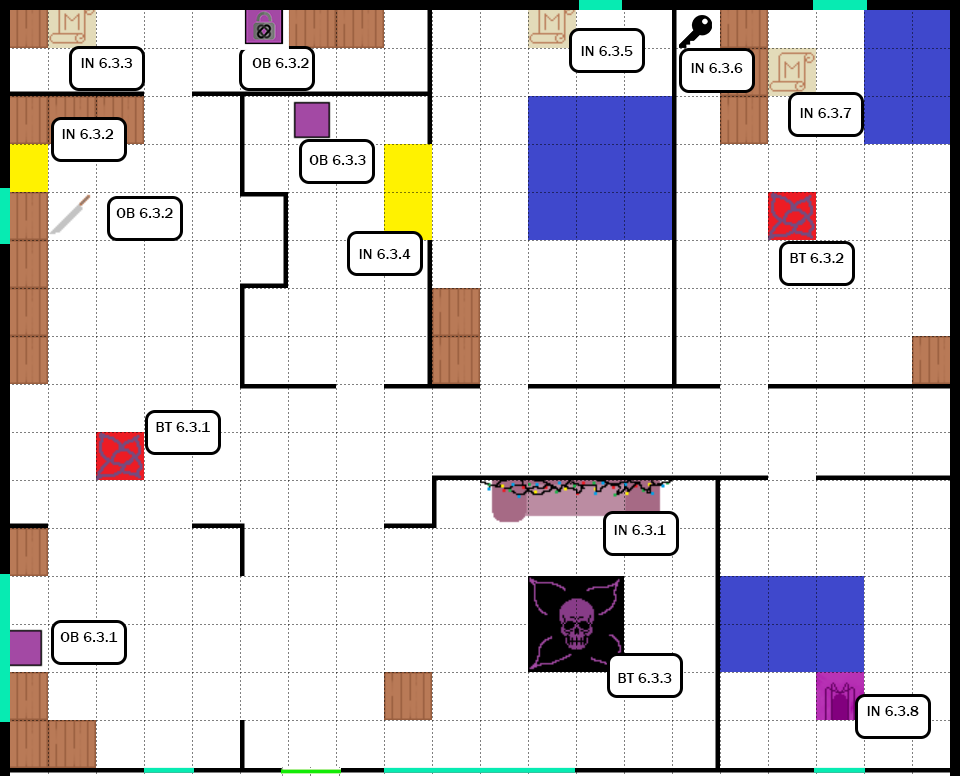 IN 6.3.5
IN 6.3.3
OB 6.3.2
IN 6.3.6
IN 6.3.7
IN 6.3.2
OB 6.3.3
OB 6.3.2
IN 6.3.4
BT 6.3.2
BT 6.3.1
IN 6.3.1
OB 6.3.1
BT 6.3.3
IN 6.3.8